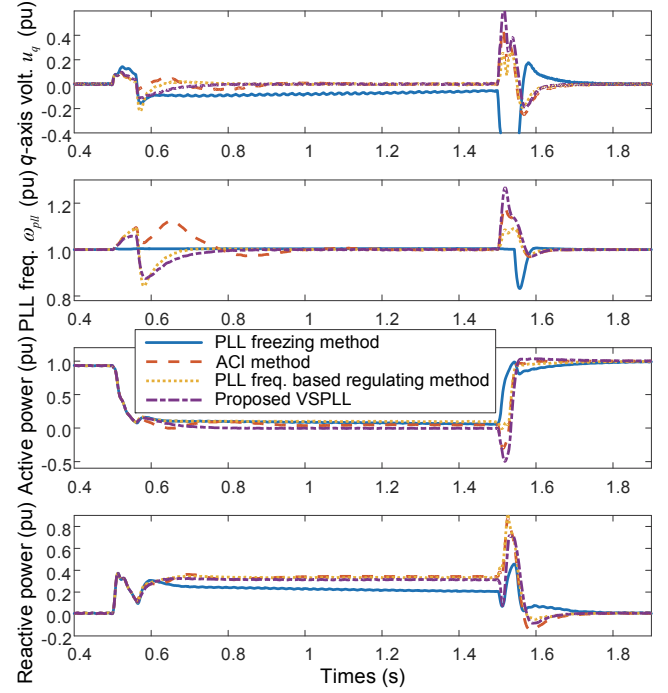 q-axis volt. u_q (pu)
0.4
0.2
0.0
-0.2
-0.4
0.4 0.6 0.8 1 1.2 1.4 1.6 1.8
PLL freq. ω_pll (pu)
1.2
1.0
0.8
0.4 0.6 0.8 1 1.2 1.4 1.6 1.8
Active power (pu)
1.0
0.5
0.0
-0.5
PLL freezing method
ACI method
PLL freq. based regulating method
Proposed VSPLL
0.4 0.6 0.8 1 1.2 1.4 1.6 1.8
Reactive power (pu)
0.8
0.6
0.4
0.2
0.0
-0.2
0.4 0.6 0.8 1 1.2 1.4 1.6 1.8
Times (s)